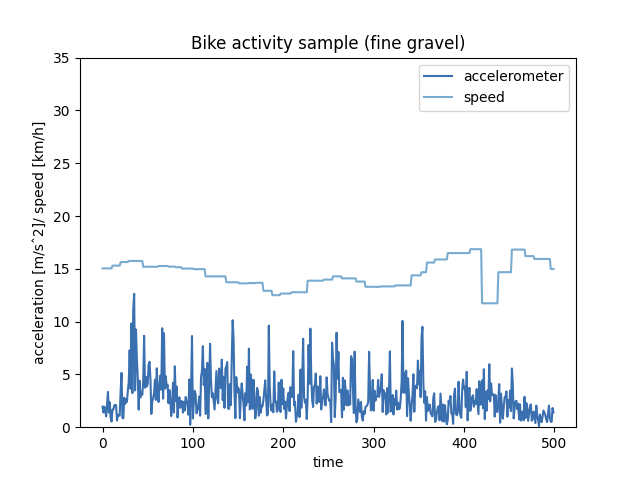 Bike activity sample (fine gravel)
accelerometer
speed
acceleration [m/sˆ2]/ speed [km/h]
35
30
25
20
15
10
5
0
0 100 200 300 400 500
time